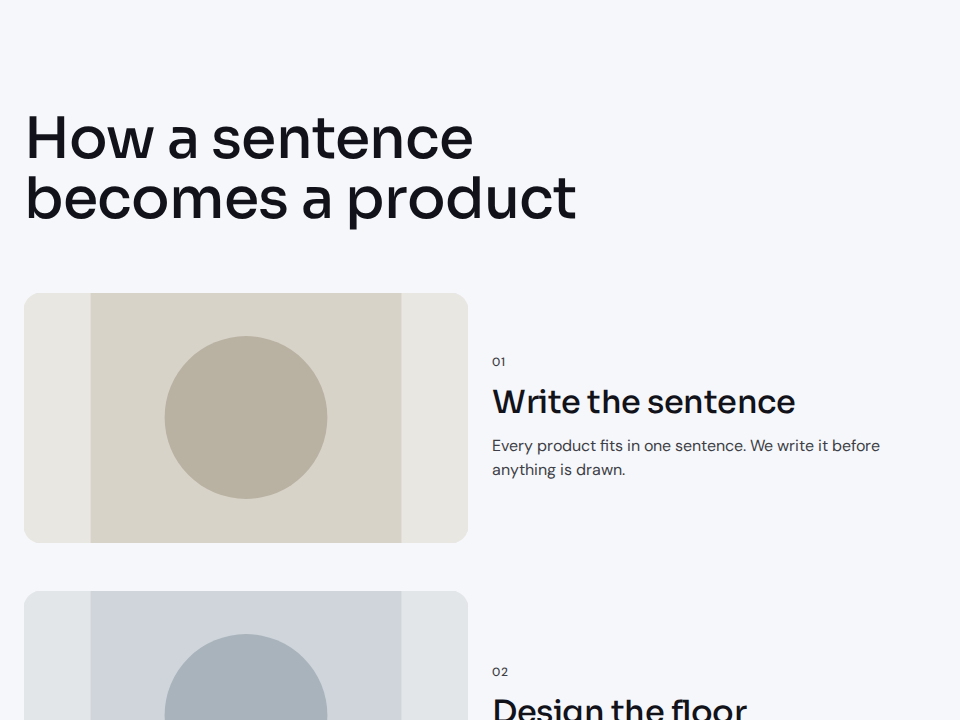 How a sentence
becomes a product
01
Write the sentence
Every product fits in one sentence. We write it before
anything is drawn.
02
Design the floor